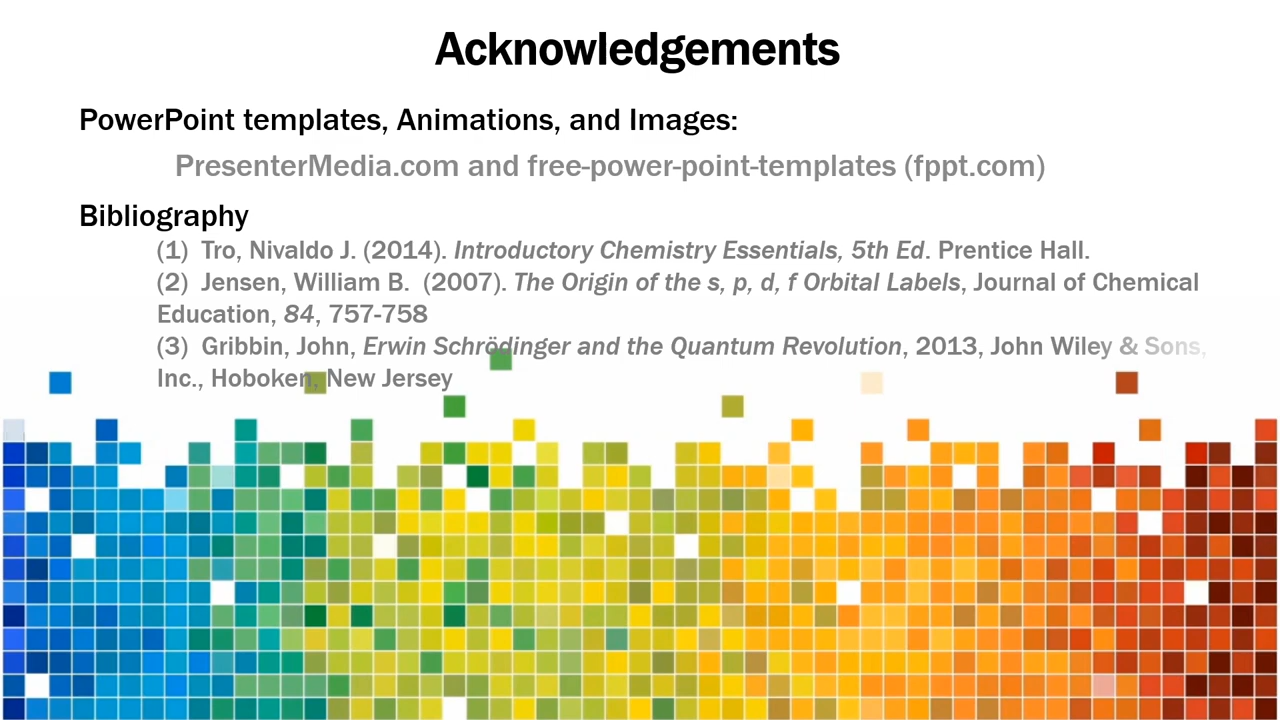 Acknowledgements
PowerPoint templates, Animations, and Images:
PresenterMedia.com and free-power-point-templates (fppt.com)
Bibliography
(1)  Tro, Nivaldo J. (2014). Introductory Chemistry Essentials, 5th Ed. Prentice Hall.
(2)  Jensen, William B.  (2007). The Origin of the s, p, d, f Orbital Labels, Journal of Chemical
Education, 84, 757-758
(3)  Gribbin, John, Erwin Schrödinger and the Quantum Revolution, 2013, John Wiley & Sons,
Inc., Hoboken, New Jersey